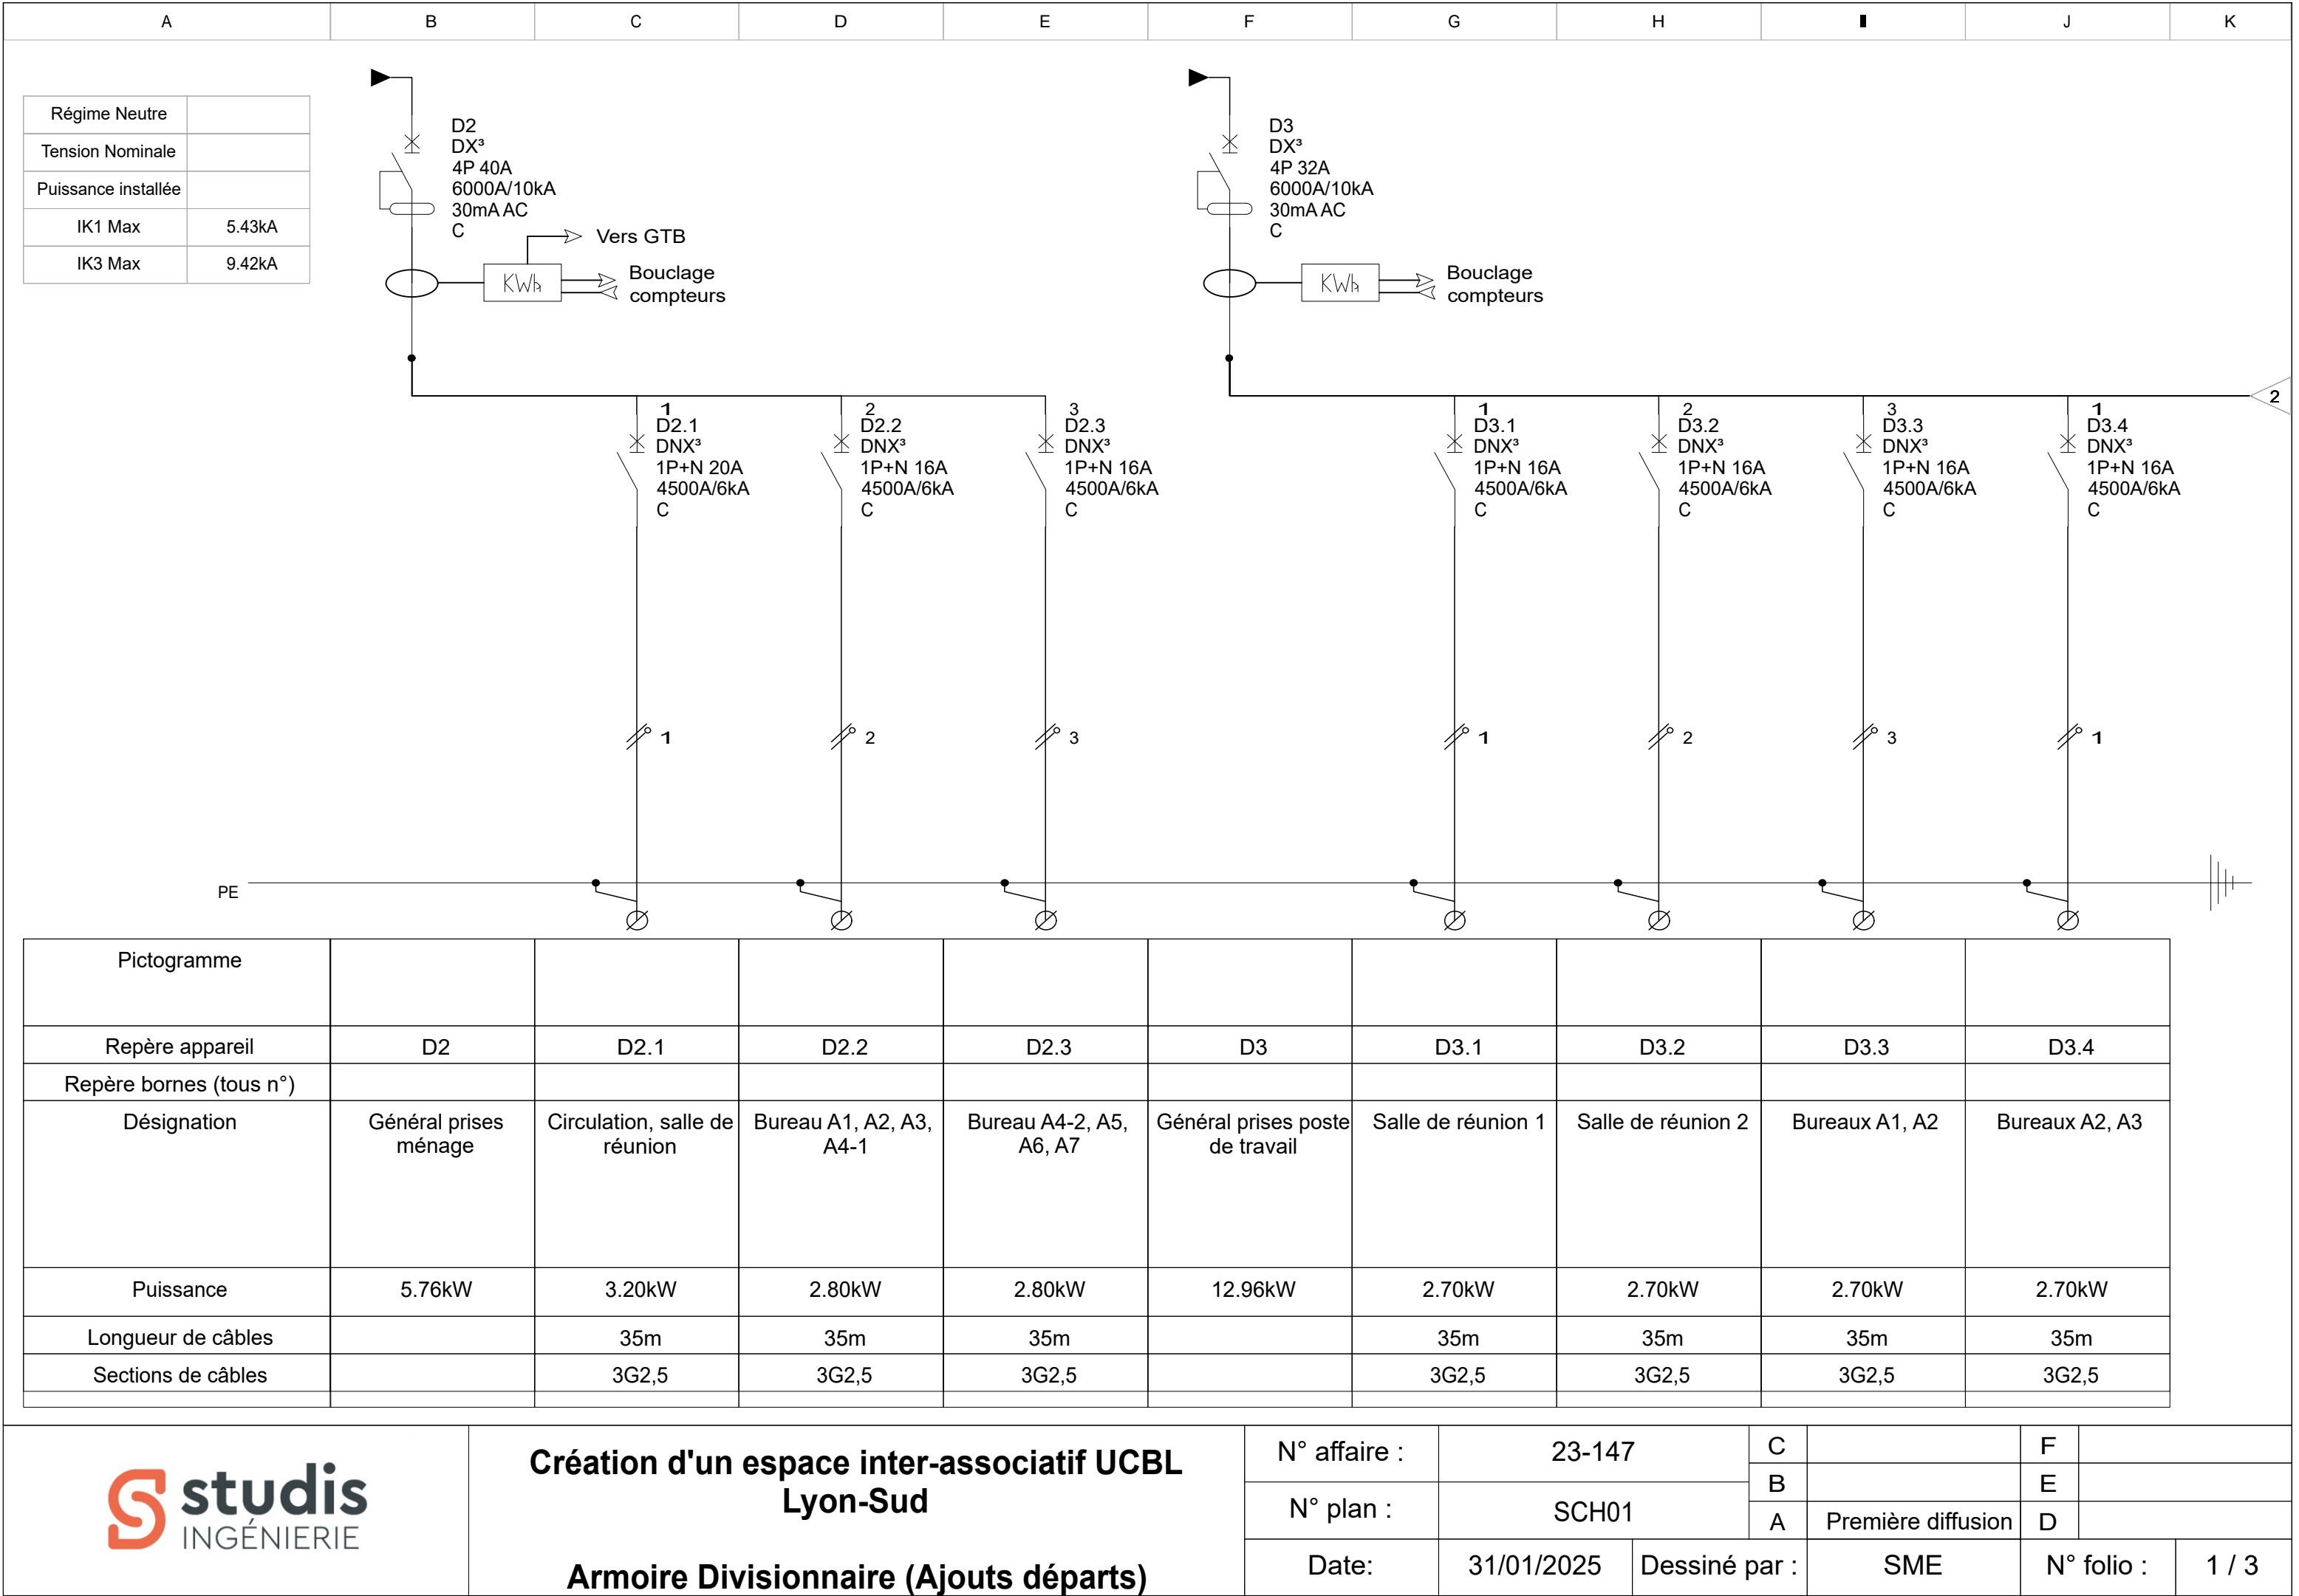 A B C D E F G H I J K
Régime Neutre
Tension Nominale
Puissance installée
IK1 Max 5.43kA
IK3 Max 9.42kA
D2
DX³
4P 40A
6000A/10kA
30mA AC
C
Vers GTB
KWh
Bouclage
compteurs
D3
DX³
4P 32A
6000A/10kA
30mA AC
C
KWh
Bouclage
compteurs
2
1
D2.1
DNX³
1P+N 20A
4500A/6kA
C
2
D2.2
DNX³
1P+N 16A
4500A/6kA
C
3
D2.3
DNX³
1P+N 16A
4500A/6kA
C
1
D3.1
DNX³
1P+N 16A
4500A/6kA
C
2
D3.2
DNX³
1P+N 16A
4500A/6kA
C
3
D3.3
DNX³
1P+N 16A
4500A/6kA
C
1
D3.4
DNX³
1P+N 16A
4500A/6kA
C
1 2 3 1 2 3 1
PE
Pictogramme
Repère appareil D2 D2.1 D2.2 D2.3 D3 D3.1 D3.2 D3.3 D3.4
Repère bornes (tous n°)
Désignation
Général prises
ménage
Circulation, salle de
réunion
Bureau A1, A2, A3,
A4-1
Bureau A4-2, A5,
A6, A7
Général prises poste
de travail
Salle de réunion 1
Salle de réunion 2
Bureaux A1, A2
Bureaux A2, A3
Puissance 5.76kW 3.20kW 2.80kW 2.80kW 12.96kW 2.70kW 2.70kW 2.70kW 2.70kW
Longueur de câbles 35m 35m 35m 35m 35m 35m 35m
Sections de câbles 3G2,5 3G2,5 3G2,5 3G2,5 3G2,5 3G2,5 3G2,5
studis
INGÉNIERIE
Création d'un espace inter-associatif UCBL
Lyon-Sud
Armoire Divisionnaire (Ajouts départs)
N° affaire : 23-147
N° plan : SCH01
C F
B E
A Première diffusion D
Date: 31/01/2025 Dessiné par : SME N° folio : 1 / 3